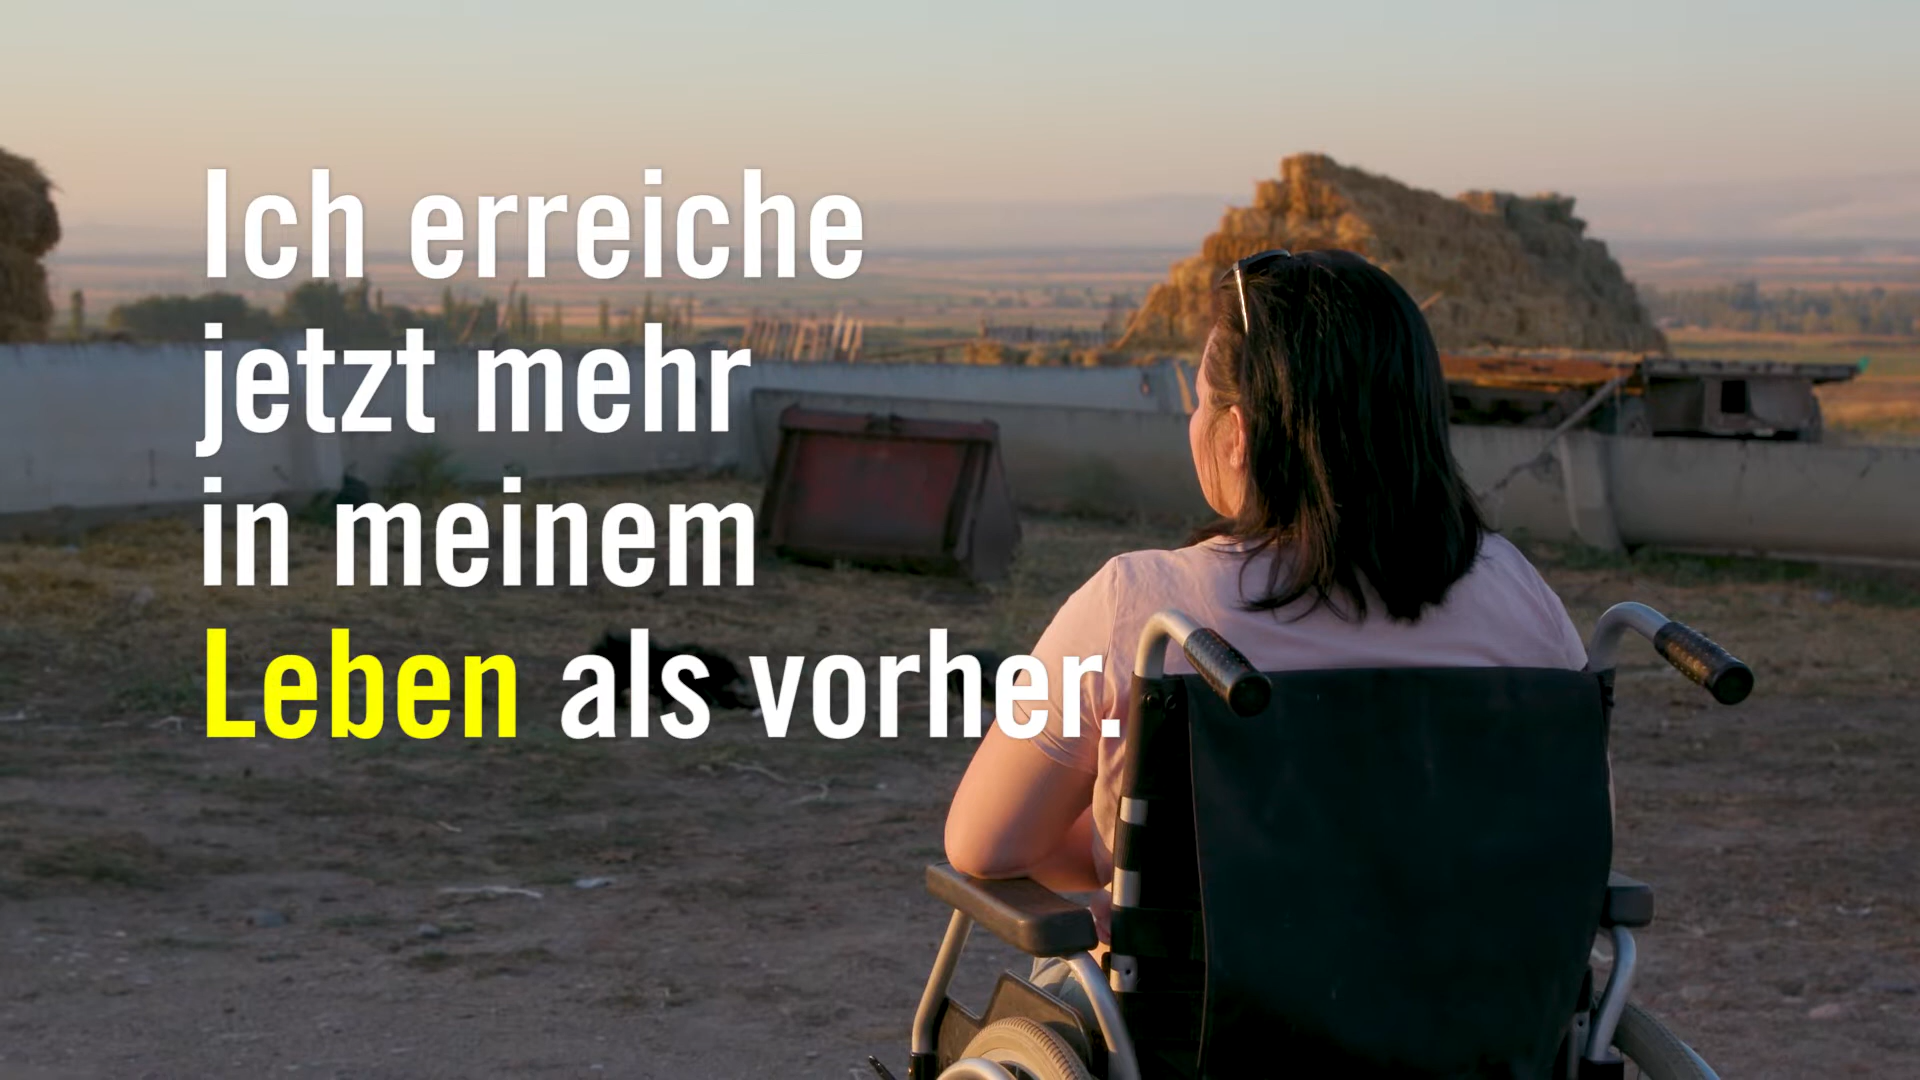 Ich erreiche
jetzt mehr
in meinem
Leben als vorher.